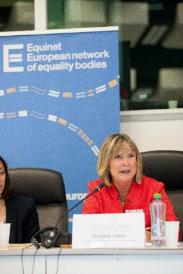 Equinet
European network
of equality bodies